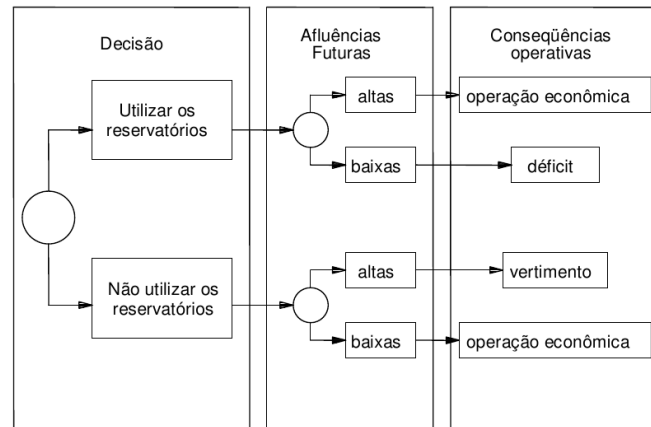 Decisão
Afluências
Futuras
Conseqüências
operativas
Utilizar os
reservatórios
altas
operação econômica
baixas
déficit
Não utilizar os
reservatórios
altas
vertimento
baixas
operação econômica